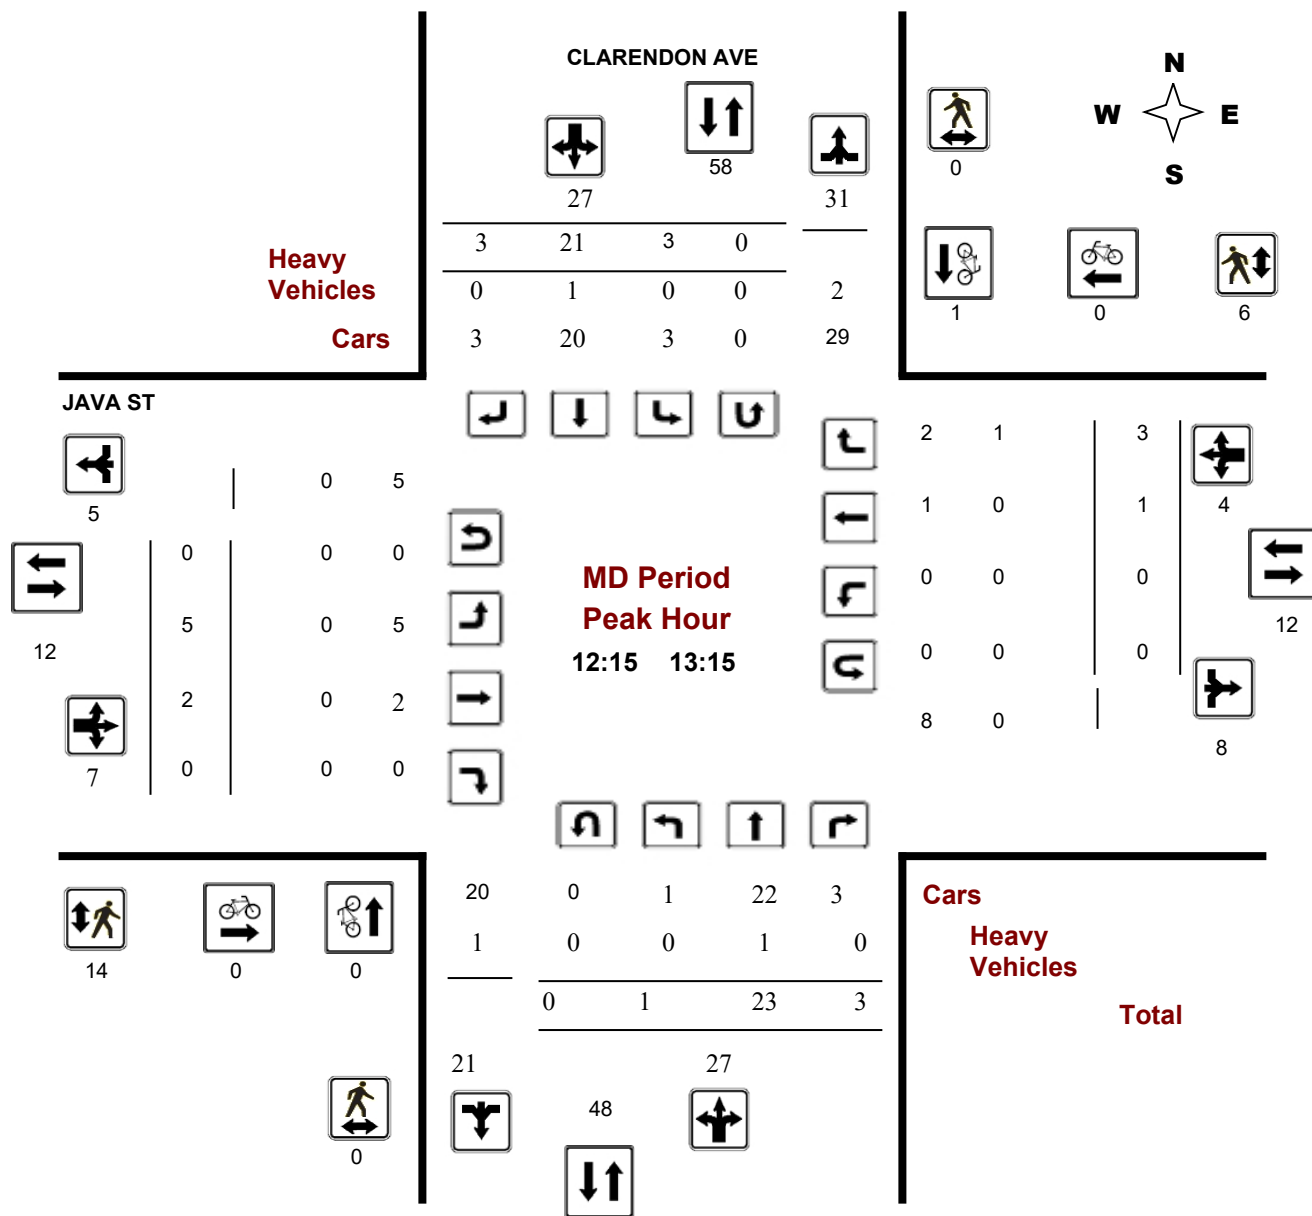 CLARENDON AVE
N
W E
S
58
0
27 31
3 21 3 0
Heavy
Vehicles
0 1 0 0 2
Cars
3 20 3 0 29
1 0 6
JAVA ST
2 1 3
0 5
5
1 0 1 4
0 0 0
MD Period
Peak Hour
12:15 13:15
0 0 0
5 0 5
12
12
0 0 0
2 0 2
8 0
8
7
0 0 0
20 0 1 22 3
Cars
1 0 0 1 0
Heavy
Vehicles
14 0 0
0 1 23 3
Total
21 27
48
0